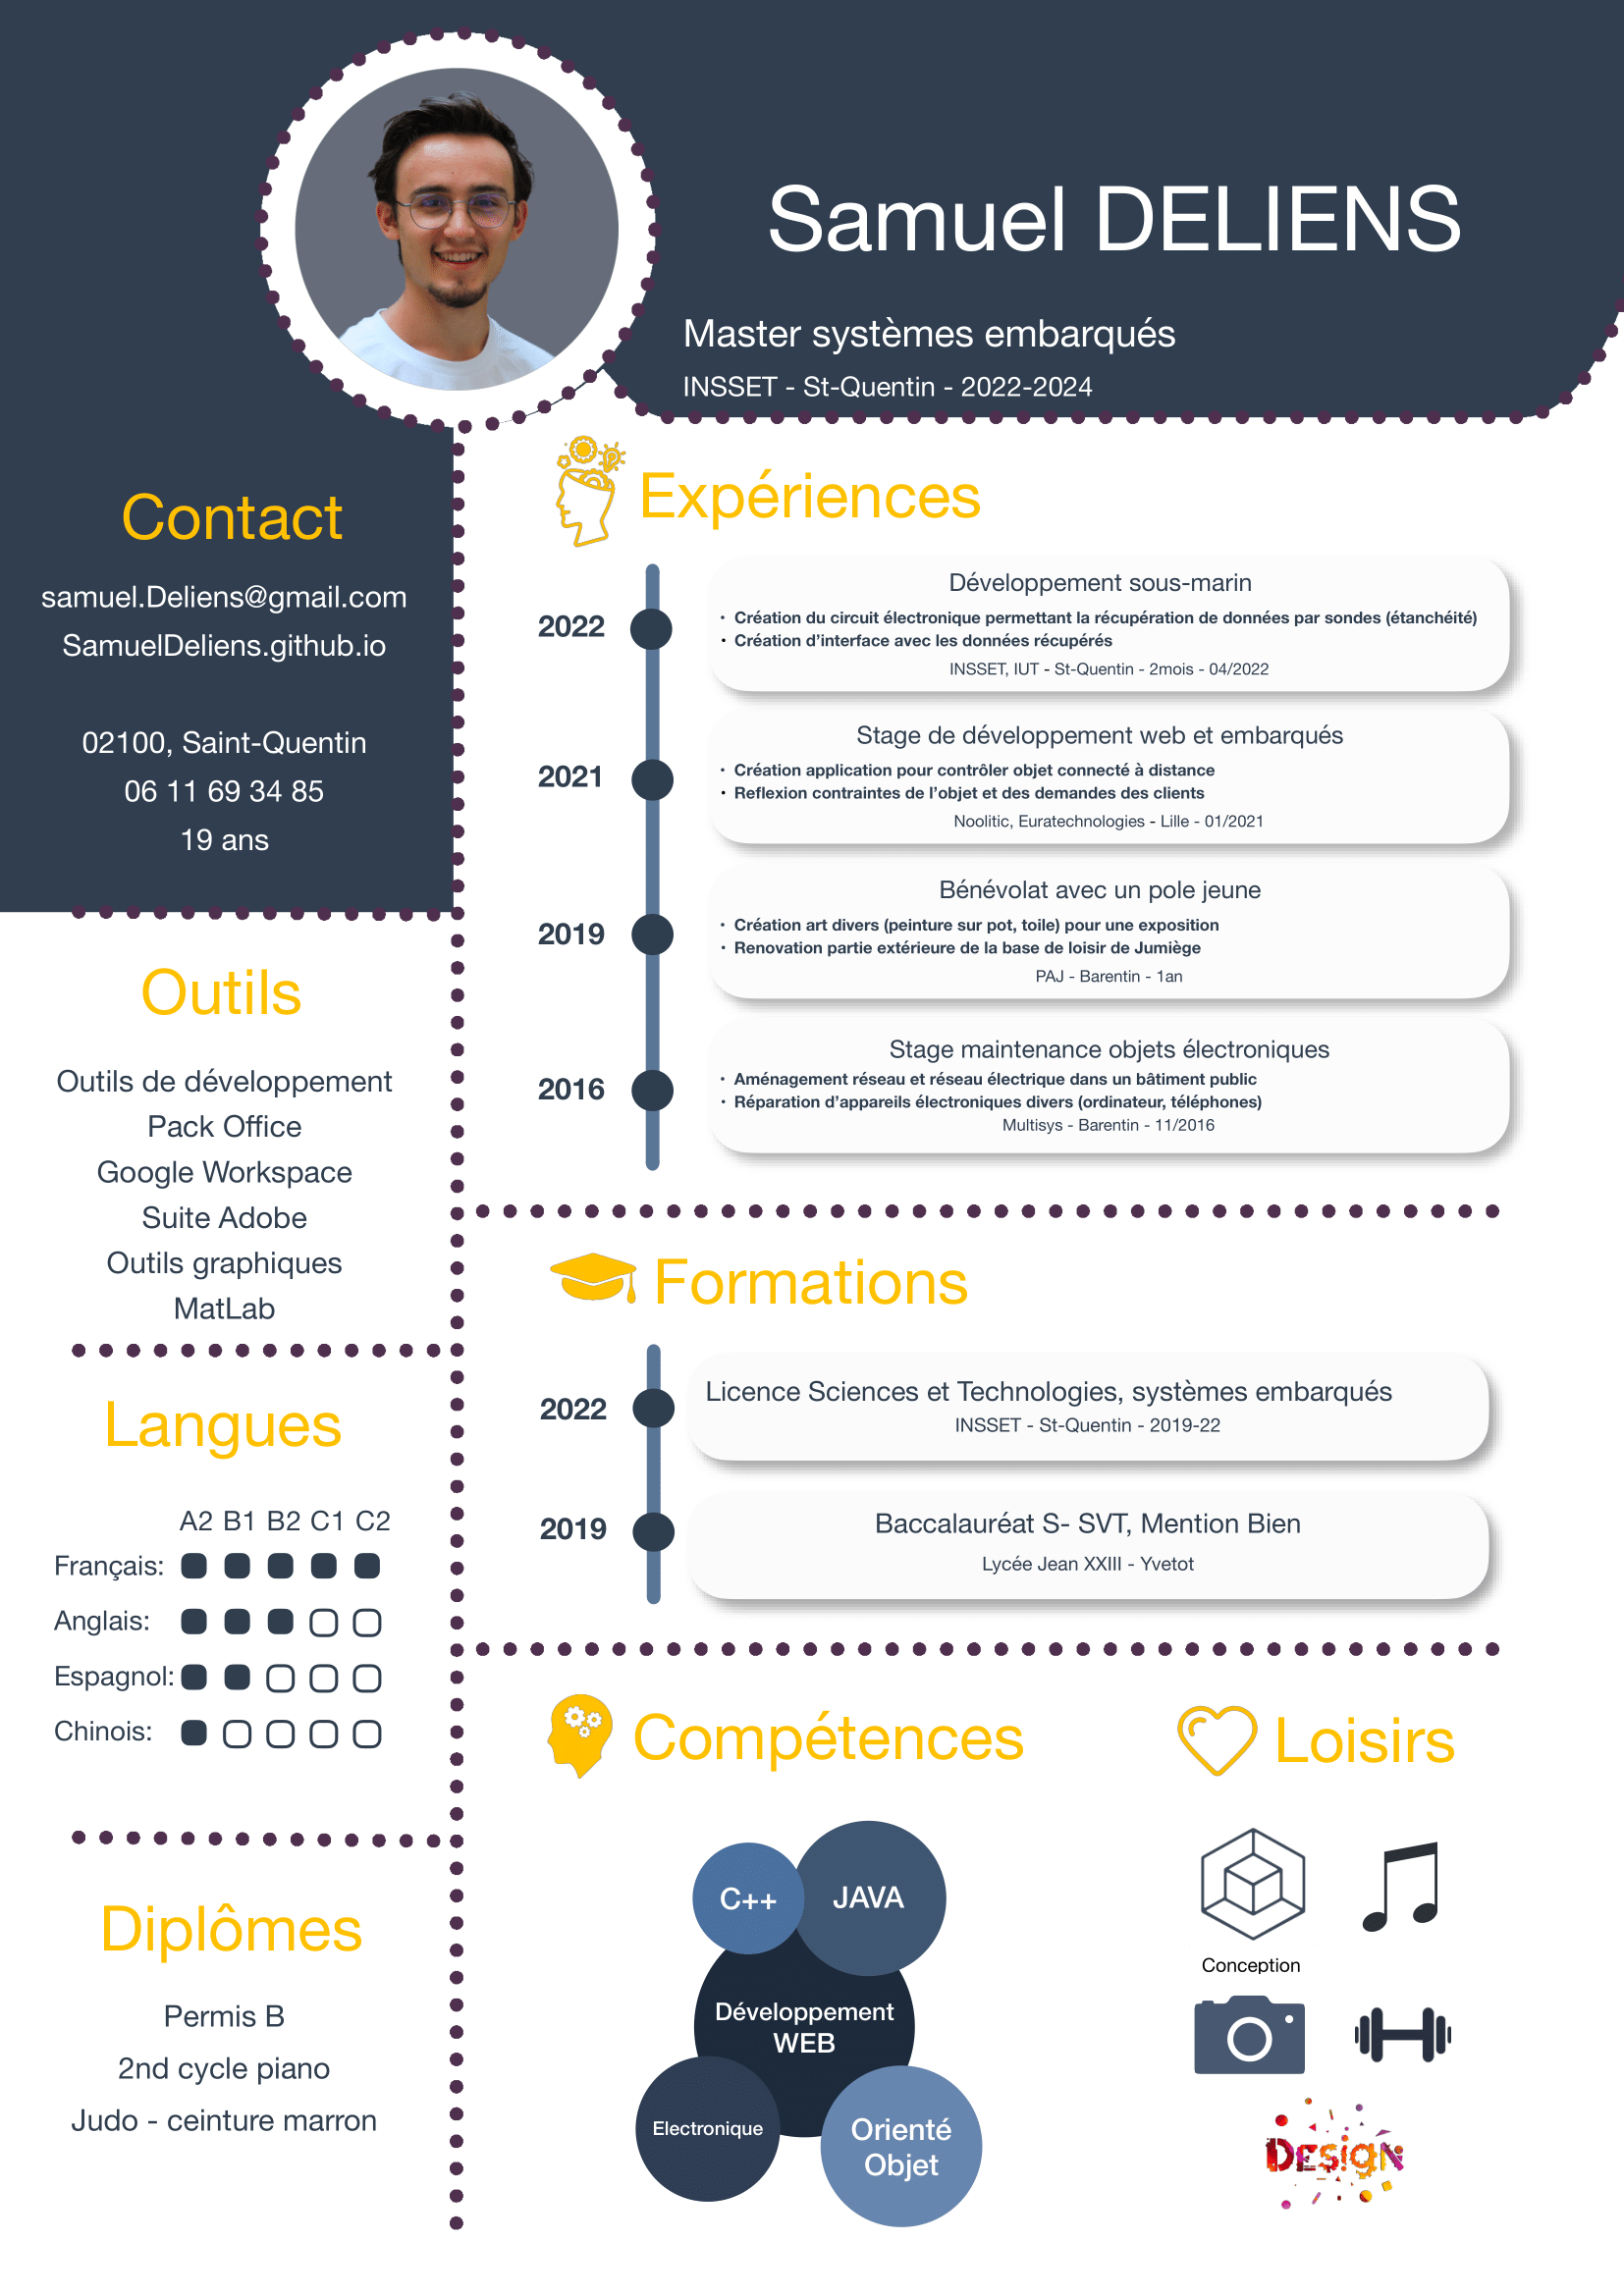 Samuel DELIENS
Master systèmes embarqués
INSSET - St-Quentin - 2022-2024
Contact
samuel.Deliens@gmail.com
SamuelDeliens.github.io
02100, Saint-Quentin
06 11 69 34 85
19 ans
Outils
Outils de développement
Pack Office
Google Workspace
Suite Adobe
Outils graphiques
MatLab
Langues
A2 B1 B2 C1 C2
Français:
Anglais:
Espagnol:
Chinois:
Diplômes
Permis B
2nd cycle piano
Judo - ceinture marron
Expériences
2022
Développement sous-marin
• Création du circuit électronique permettant la récupération de données par sondes (étanchéité)
• Création d’interface avec les données récupérés
INSSET, IUT - St-Quentin - 2mois - 04/2022
2021
Stage de développement web et embarqués
• Création application pour contrôler objet connecté à distance
• Reflexion contraintes de l’objet et des demandes des clients
Noolitic, Euratechnologies - Lille - 01/2021
2019
Bénévolat avec un pole jeune
• Création art divers (peinture sur pot, toile) pour une exposition
• Renovation partie extérieure de la base de loisir de Jumiège
PAJ - Barentin - 1an
2016
Stage maintenance objets électroniques
• Aménagement réseau et réseau électrique dans un bâtiment public
• Réparation d’appareils électroniques divers (ordinateur, téléphones)
Multisys - Barentin - 11/2016
Formations
2022
Licence Sciences et Technologies, systèmes embarqués
INSSET - St-Quentin - 2019-22
2019
Baccalauréat S- SVT, Mention Bien
Lycée Jean XXIII - Yvetot
Compétences
C++
JAVA
Développement
WEB
Electronique
Orienté
Objet
Loisirs
Conception
DESIGN